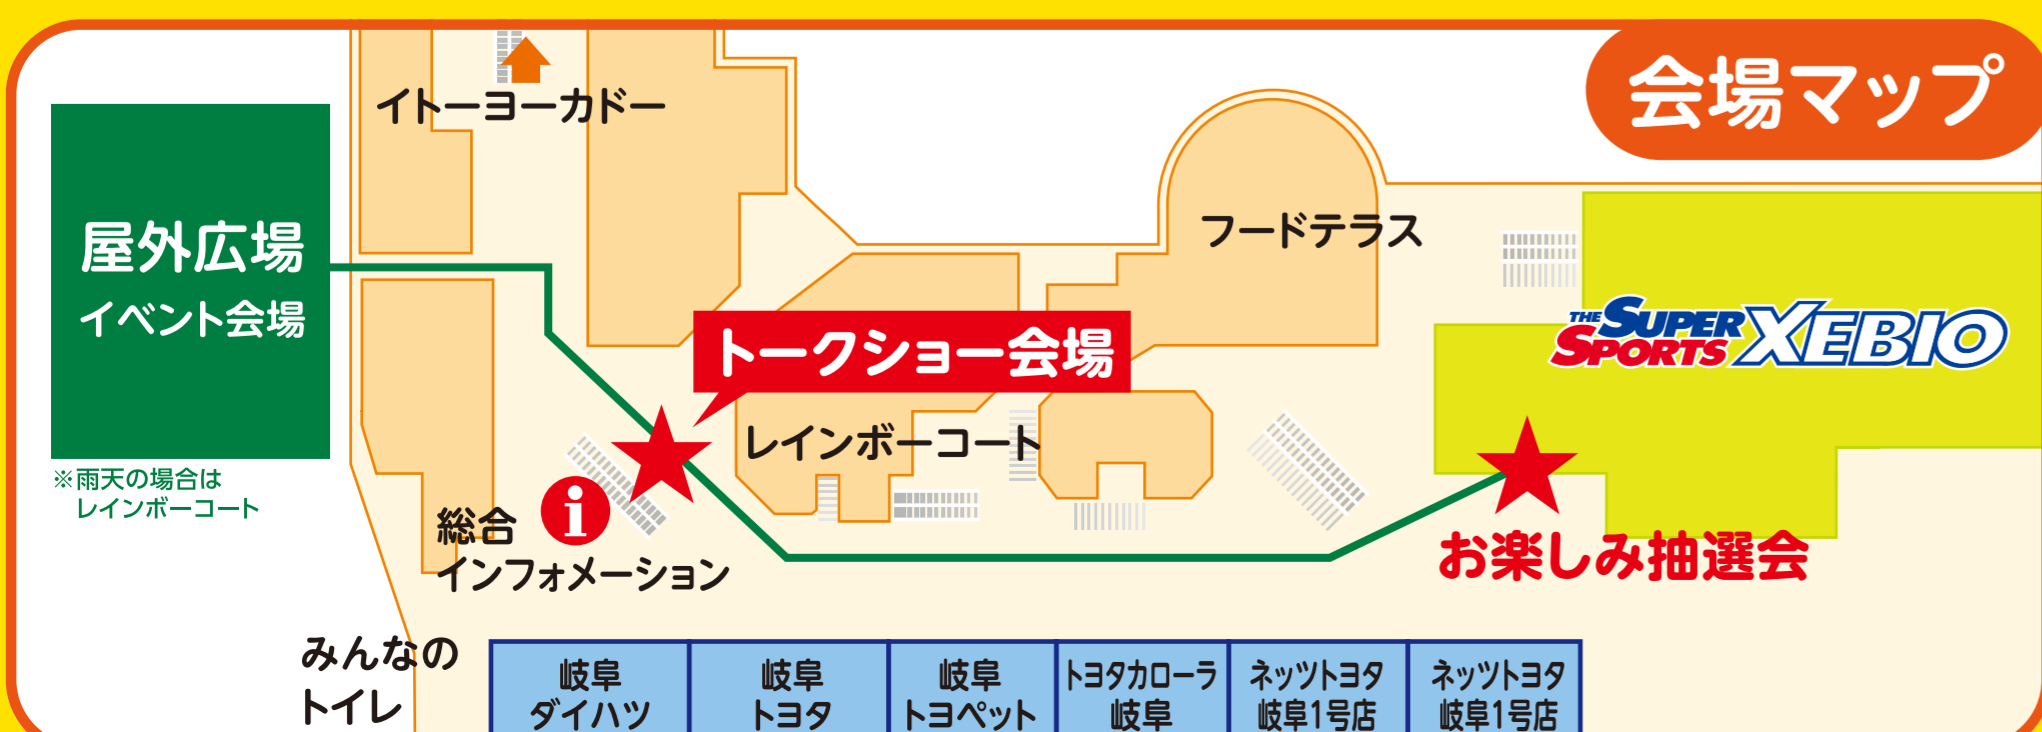 会場マップ
イトーヨーカドー
屋外広場
イベント会場
フードテラス
THE SUPER SPORTS XEBIO
トークショー会場
レインボーコート
※雨天の場合は
レインボーコート
総合
インフォメーション
i
お楽しみ抽選会
みんなの
トイレ
岐阜
ダイハツ
岐阜
トヨタ
岐阜
トヨペット
トヨタカローラ
岐阜
ネッツトヨタ
岐阜1号店
ネッツトヨタ
岐阜1号店